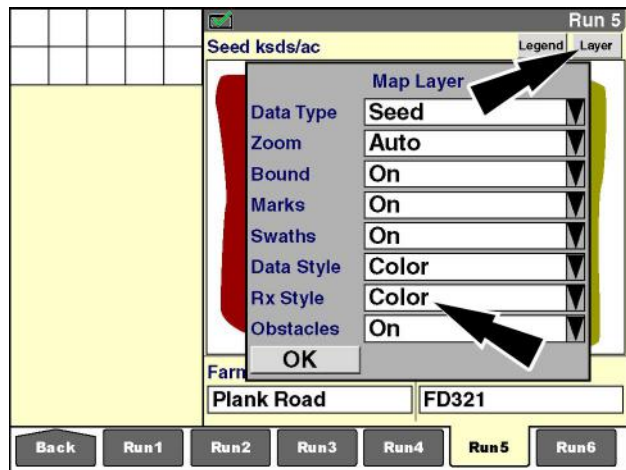 Run 5
Seed ksds/ac
Legend
Layer
Map Layer
Data Type Seed
Zoom Auto
Bound On
Marks On
Swaths On
Data Style Color
Rx Style Color
Obstacles On
OK
Farm
Plank Road FD321
Back Run1 Run2 Run3 Run4 Run5 Run6